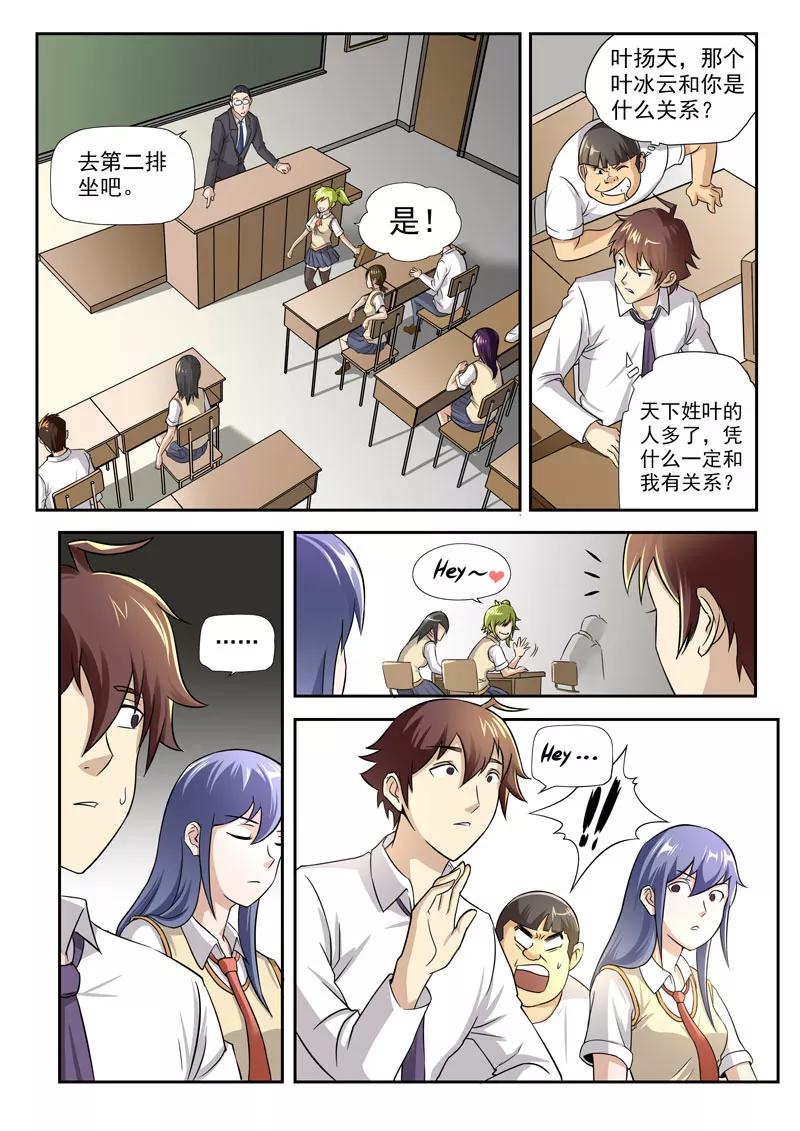 去第二排
坐吧。
是！
叶扬天，那个
叶冰云和你是
什么关系？
天下姓叶的
人多了，凭
什么一定和
我有关系？
……
Hey～❤
Hey...
!!